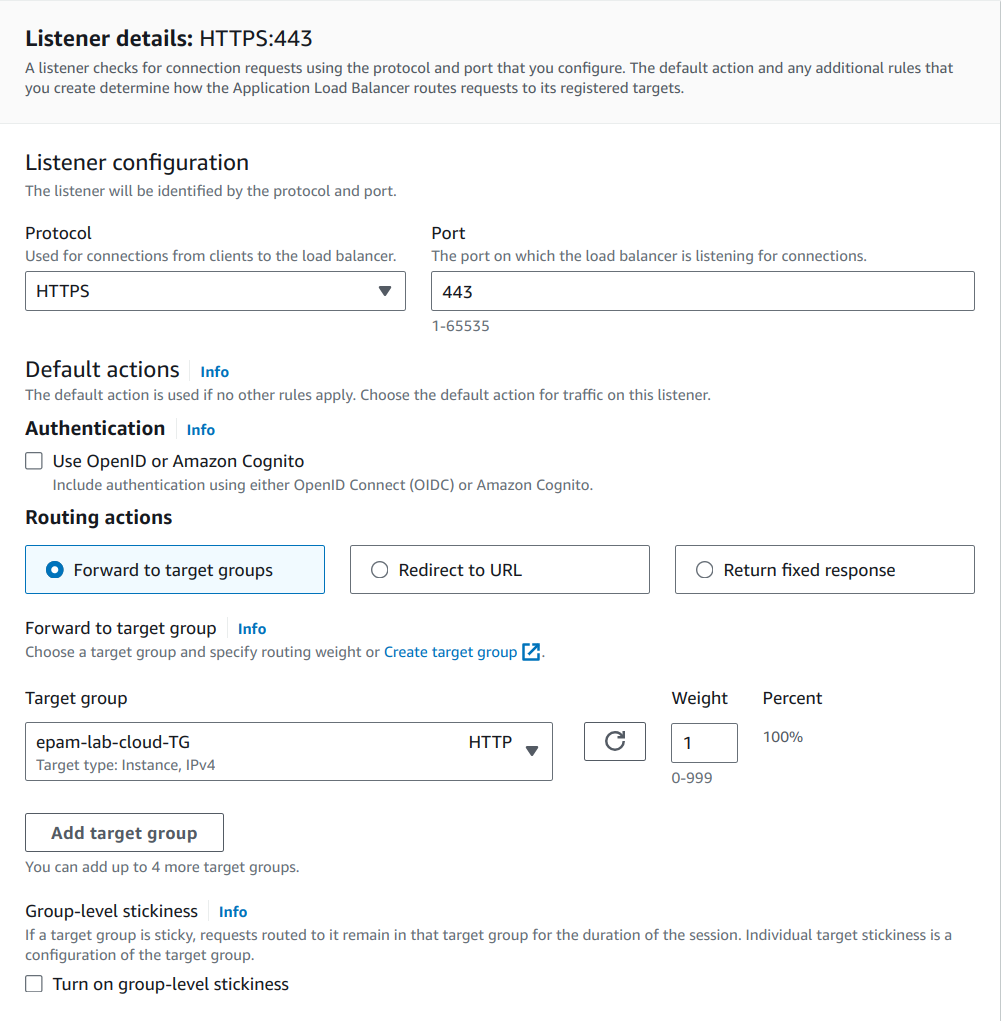 Listener details: HTTPS:443
A listener checks for connection requests using the protocol and port that you configure. The default action and any additional rules that
you create determine how the Application Load Balancer routes requests to its registered targets.
Listener configuration
The listener will be identified by the protocol and port.
Protocol
Used for connections from clients to the load balancer.
HTTPS
Port
The port on which the load balancer is listening for connections.
443
1-65535
Default actions Info
The default action is used if no other rules apply. Choose the default action for traffic on this listener.
Authentication Info
Use OpenID or Amazon Cognito
Include authentication using either OpenID Connect (OIDC) or Amazon Cognito.
Routing actions
Forward to target groups
Redirect to URL
Return fixed response
Forward to target group Info
Choose a target group and specify routing weight or Create target group.
Target group
epam-lab-cloud-TG HTTP
Target type: Instance, IPv4
Weight
1
0-999
Percent
100%
Add target group
You can add up to 4 more target groups.
Group-level stickiness Info
If a target group is sticky, requests routed to it remain in that target group for the duration of the session. Individual target stickiness is a
configuration of the target group.
Turn on group-level stickiness